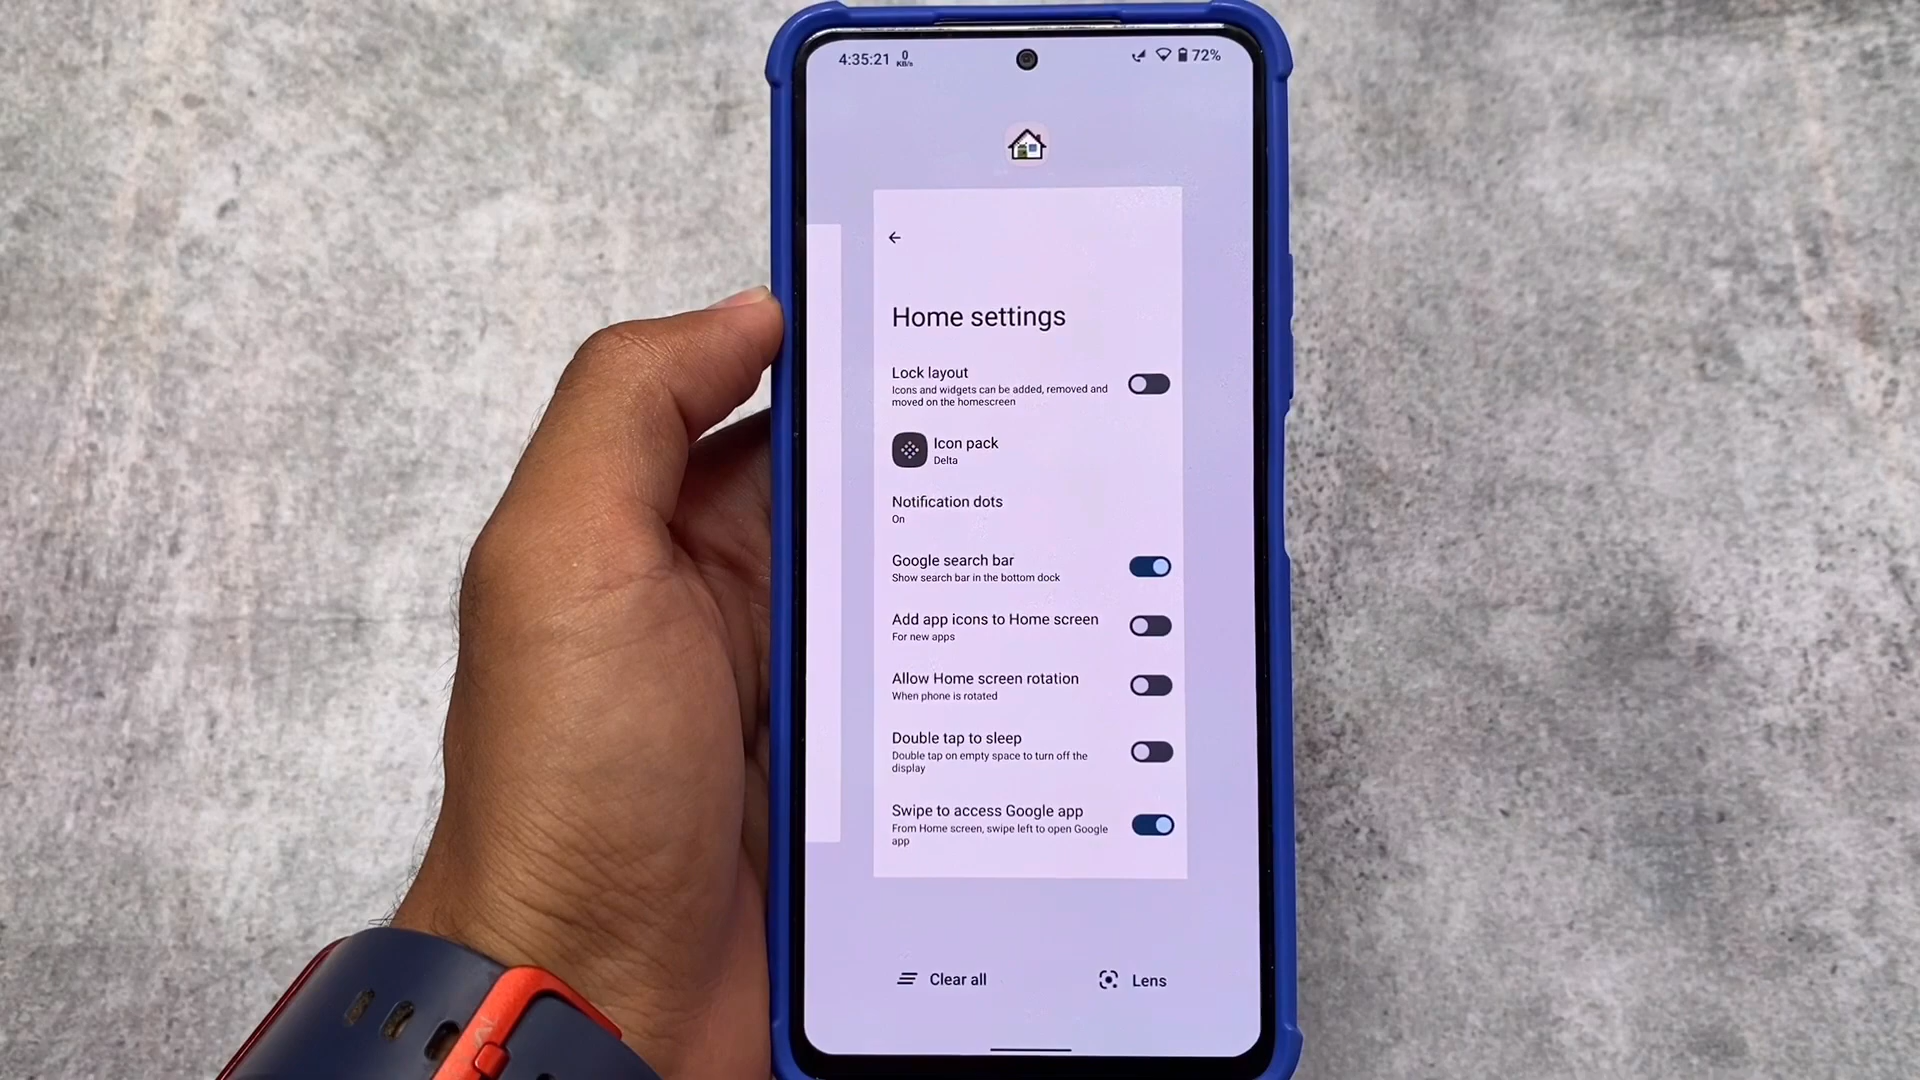 4:35:21 0 KB/s 72%
Home settings
Lock layout
Icons and widgets can be added, removed and
moved on the homescreen
Icon pack
Delta
Notification dots
On
Google search bar
Show search bar in the bottom dock
Add app icons to Home screen
For new apps
Allow Home screen rotation
When phone is rotated
Double tap to sleep
Double tap on empty space to turn off the
display
Swipe to access Google app
From Home screen, swipe left to open Google
app
Clear all Lens